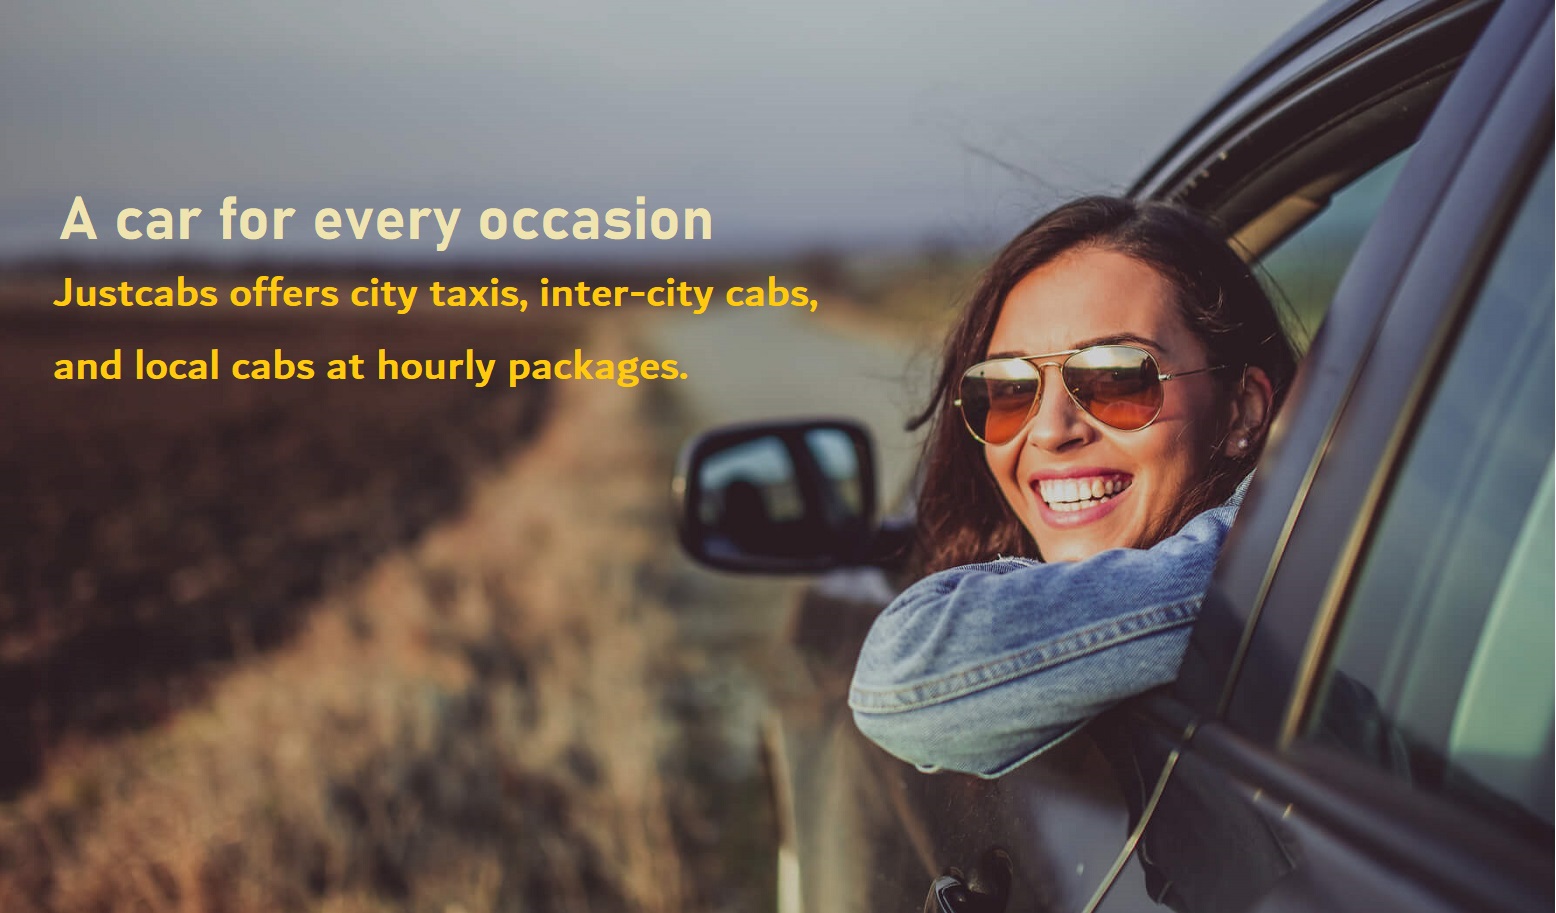 A car for every occasion
Justcabs offers city taxis, inter-city cabs,
and local cabs at hourly packages.